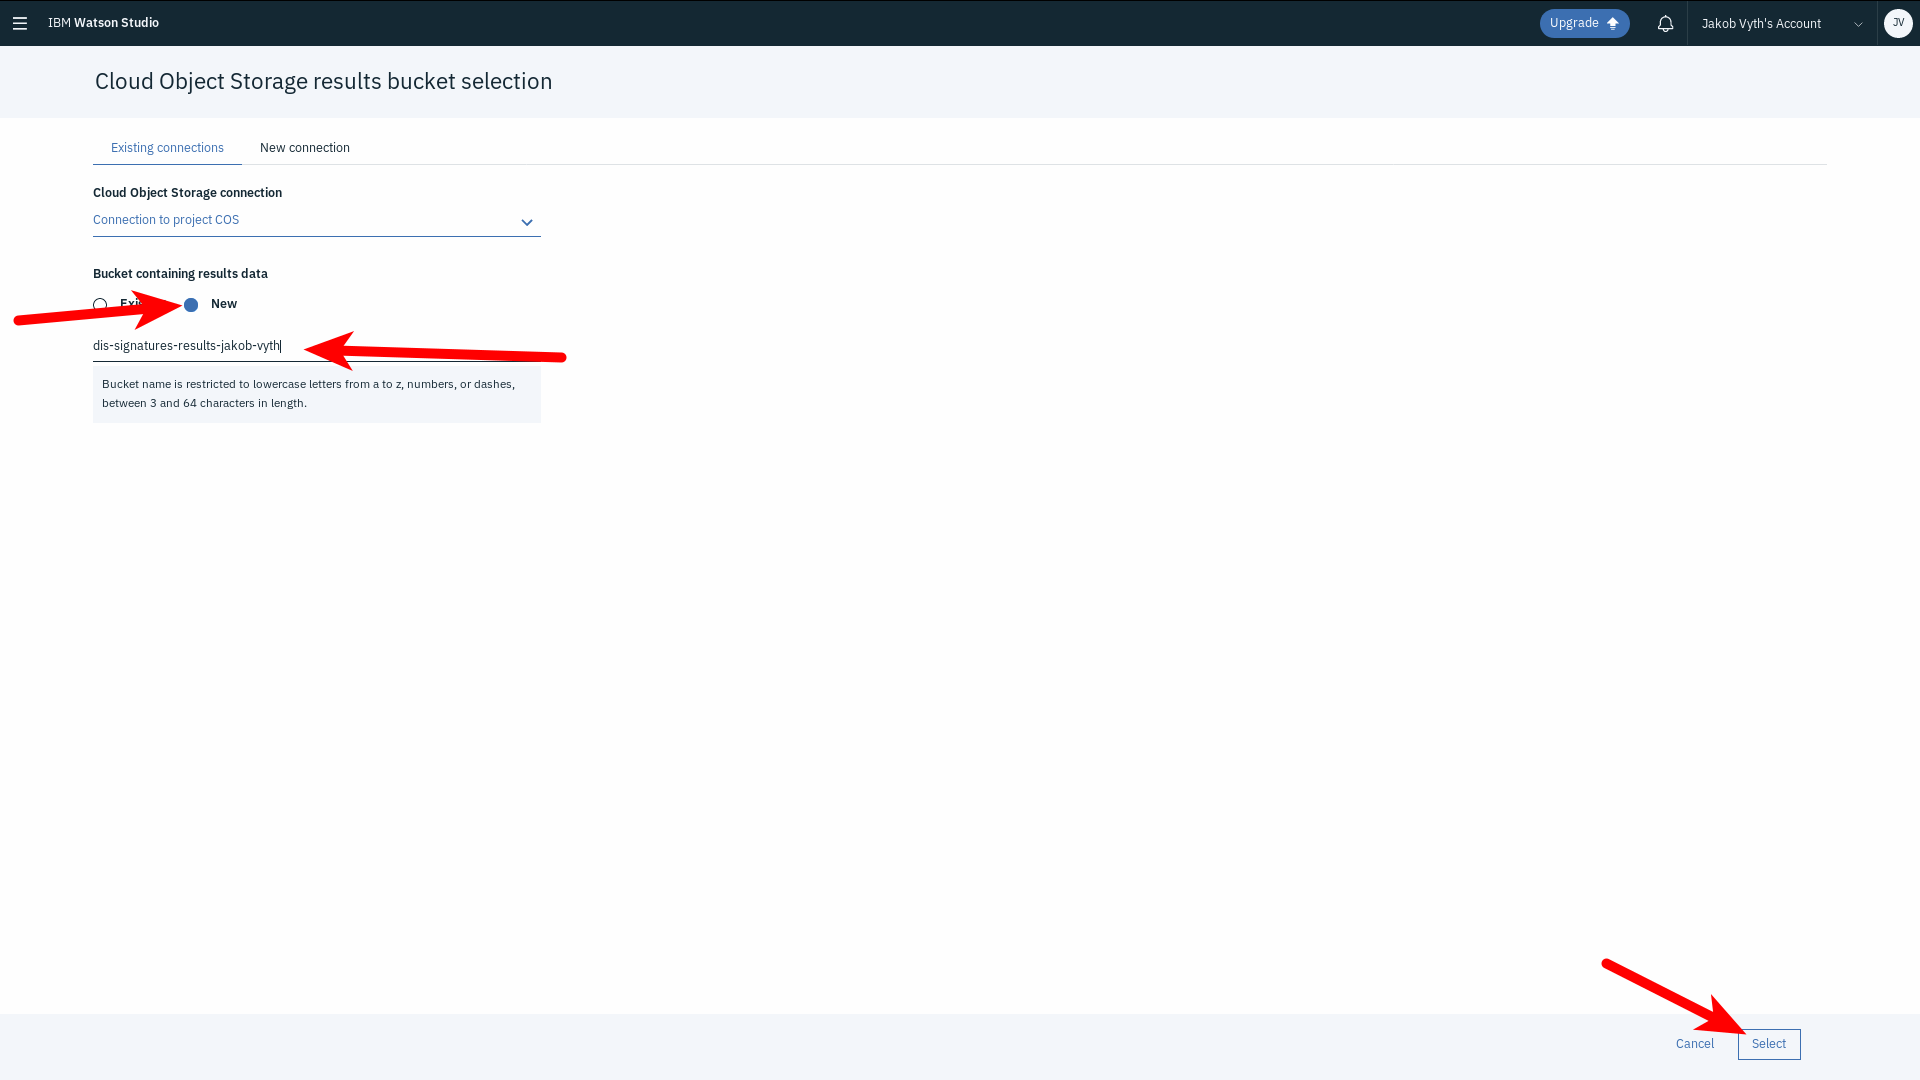 IBM Watson Studio
Upgrade
Jakob Vyth's Account
JV
Cloud Object Storage results bucket selection
Existing connections
New connection
Cloud Object Storage connection
Connection to project COS
Bucket containing results data
New
dis-signatures-results-jakob-vyth
Bucket name is restricted to lowercase letters from a to z, numbers, or dashes,
between 3 and 64 characters in length.
Cancel
Select